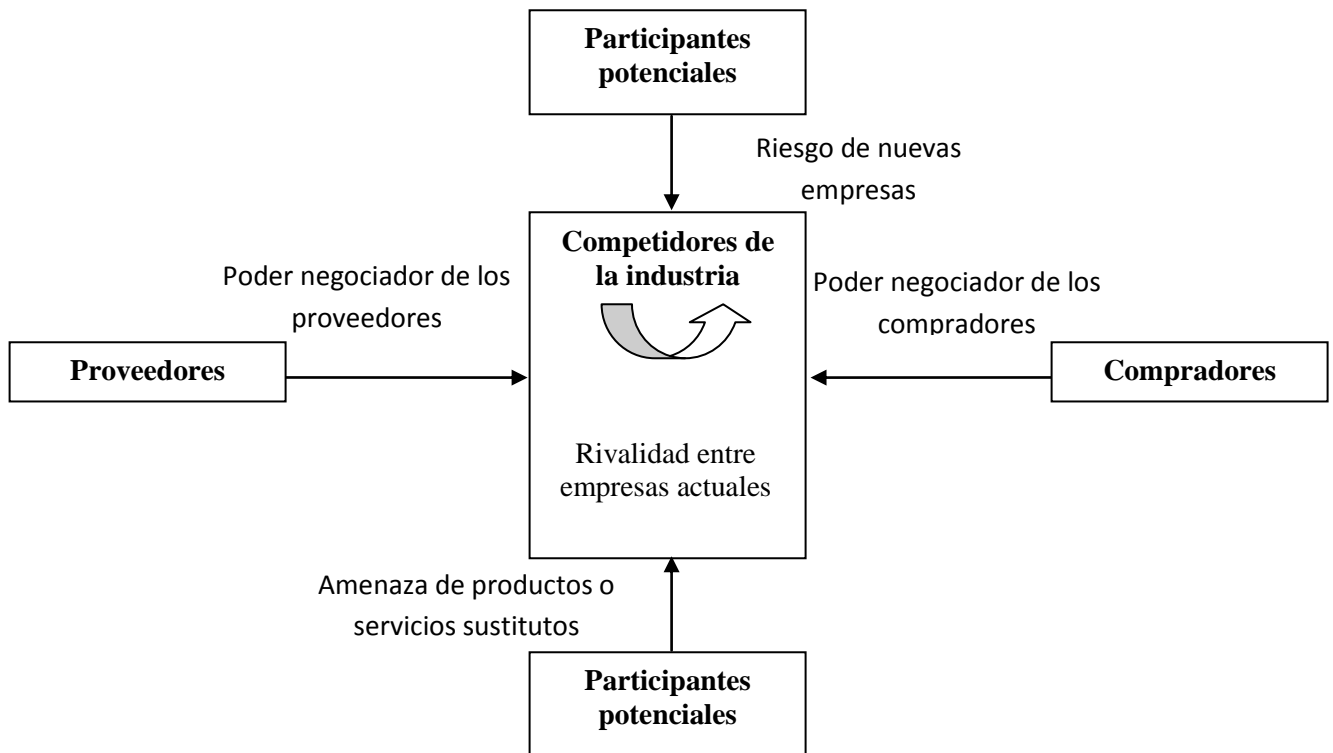 Participantes
potenciales
Riesgo de nuevas
empresas
Competidores de
la industria
Poder negociador de los
proveedores
Poder negociador de los
compradores
Proveedores
Compradores
Rivalidad entre
empresas actuales
Amenaza de productos o
servicios sustitutos
Participantes
potenciales